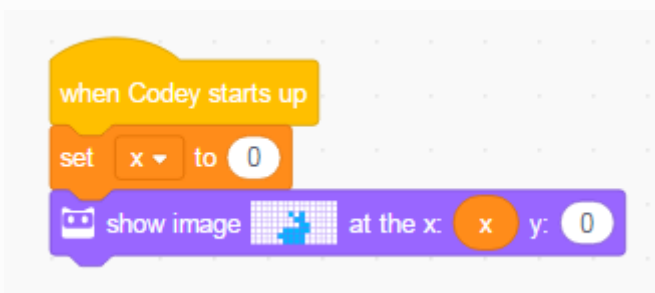 when Codey starts up
set x to 0
show image at the x: x y: 0